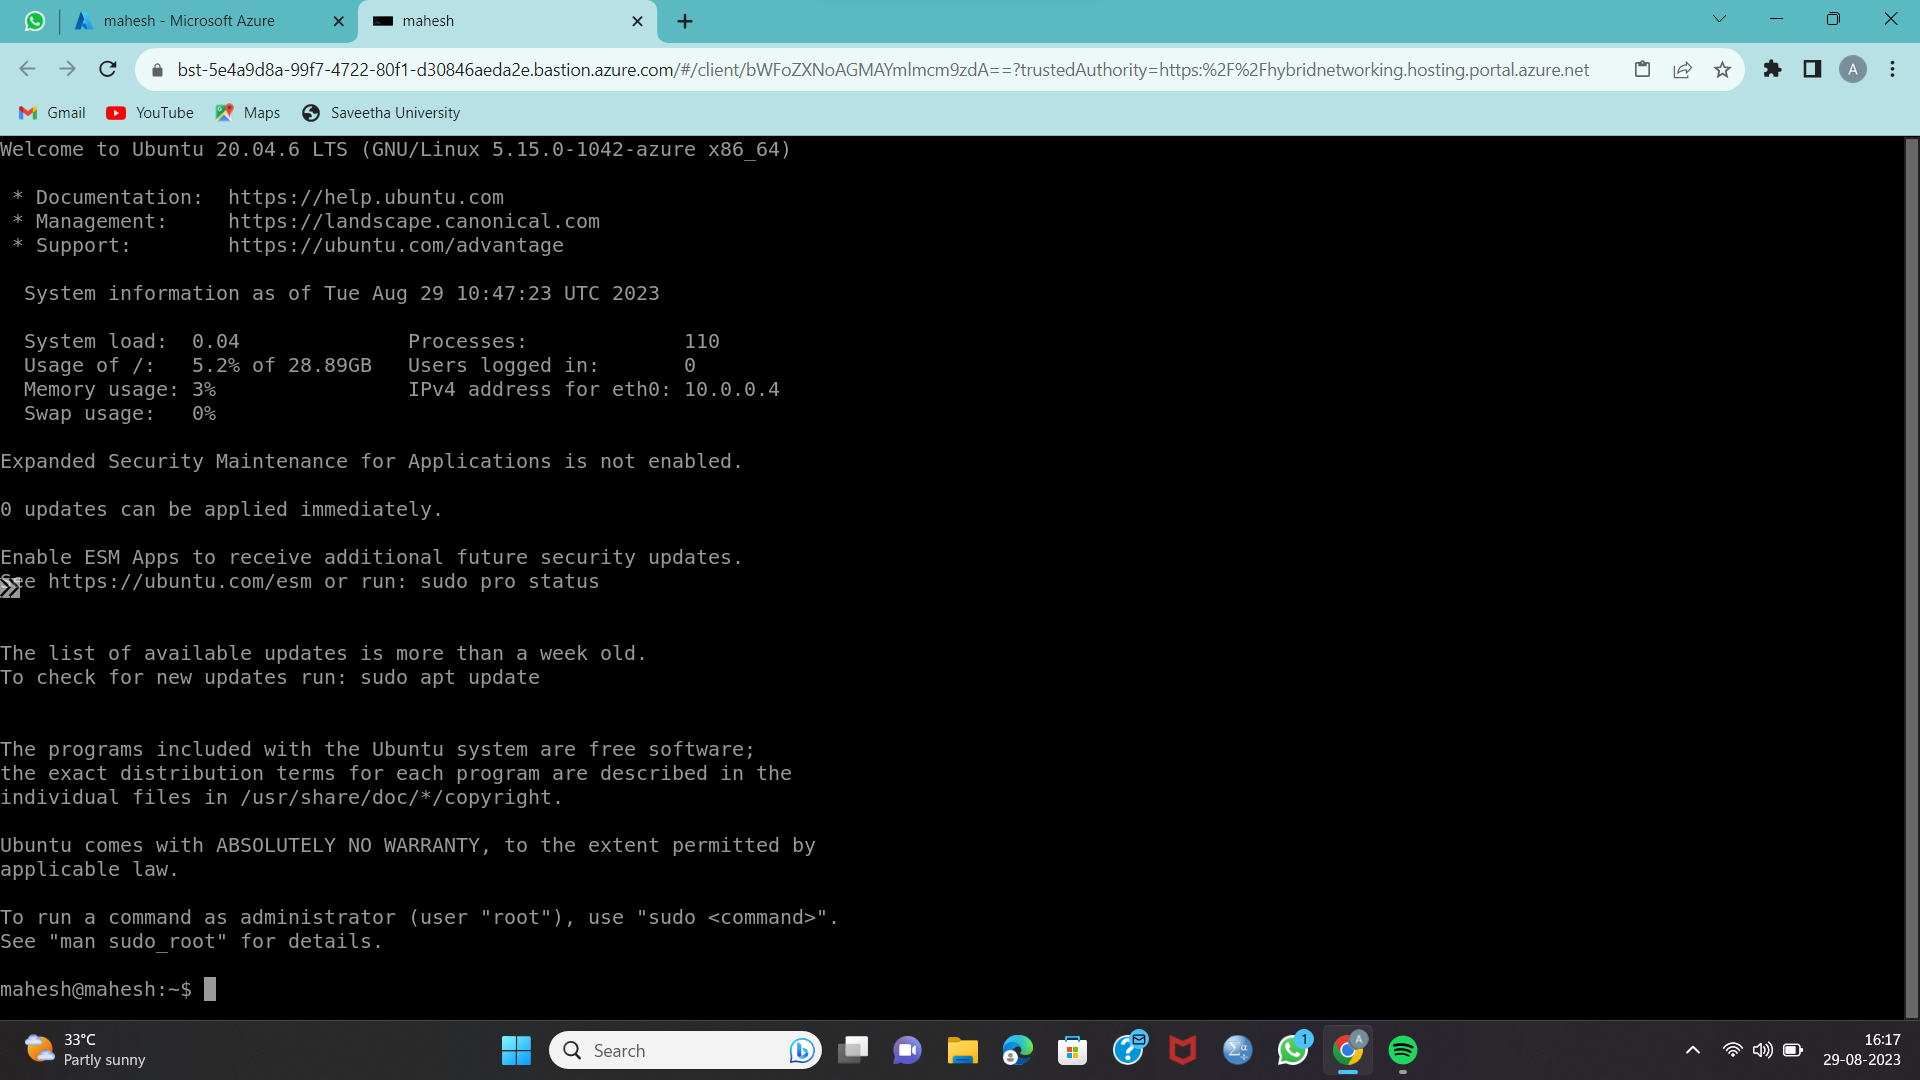 mahesh - Microsoft Azure
mahesh
bst-5e4a9d8a-99f7-4722-80f1-d30846aeda2e.bastion.azure.com/#/client/bWFoZXNoAGMAYmlmcm9zdA==?trustedAuthority=https:%2F%2Fhybridnetworking.hosting.portal.azure.net
A
Gmail
YouTube
Maps
Saveetha University
Welcome to Ubuntu 20.04.6 LTS (GNU/Linux 5.15.0-1042-azure x86_64)
* Documentation: https://help.ubuntu.com
* Management: https://landscape.canonical.com
* Support: https://ubuntu.com/advantage
System information as of Tue Aug 29 10:47:23 UTC 2023
System load: 0.04 Processes: 110
Usage of /: 5.2% of 28.89GB Users logged in: 0
Memory usage: 3% IPv4 address for eth0: 10.0.0.4
Swap usage: 0%
Expanded Security Maintenance for Applications is not enabled.
0 updates can be applied immediately.
Enable ESM Apps to receive additional future security updates.
See https://ubuntu.com/esm or run: sudo pro status
The list of available updates is more than a week old.
To check for new updates run: sudo apt update
The programs included with the Ubuntu system are free software;
the exact distribution terms for each program are described in the
individual files in /usr/share/doc/*/copyright.
Ubuntu comes with ABSOLUTELY NO WARRANTY, to the extent permitted by
applicable law.
To run a command as administrator (user "root"), use "sudo <command>".
See "man sudo_root" for details.
mahesh@mahesh:~$
33°C
Partly sunny
Search
1
A
16:17
29-08-2023